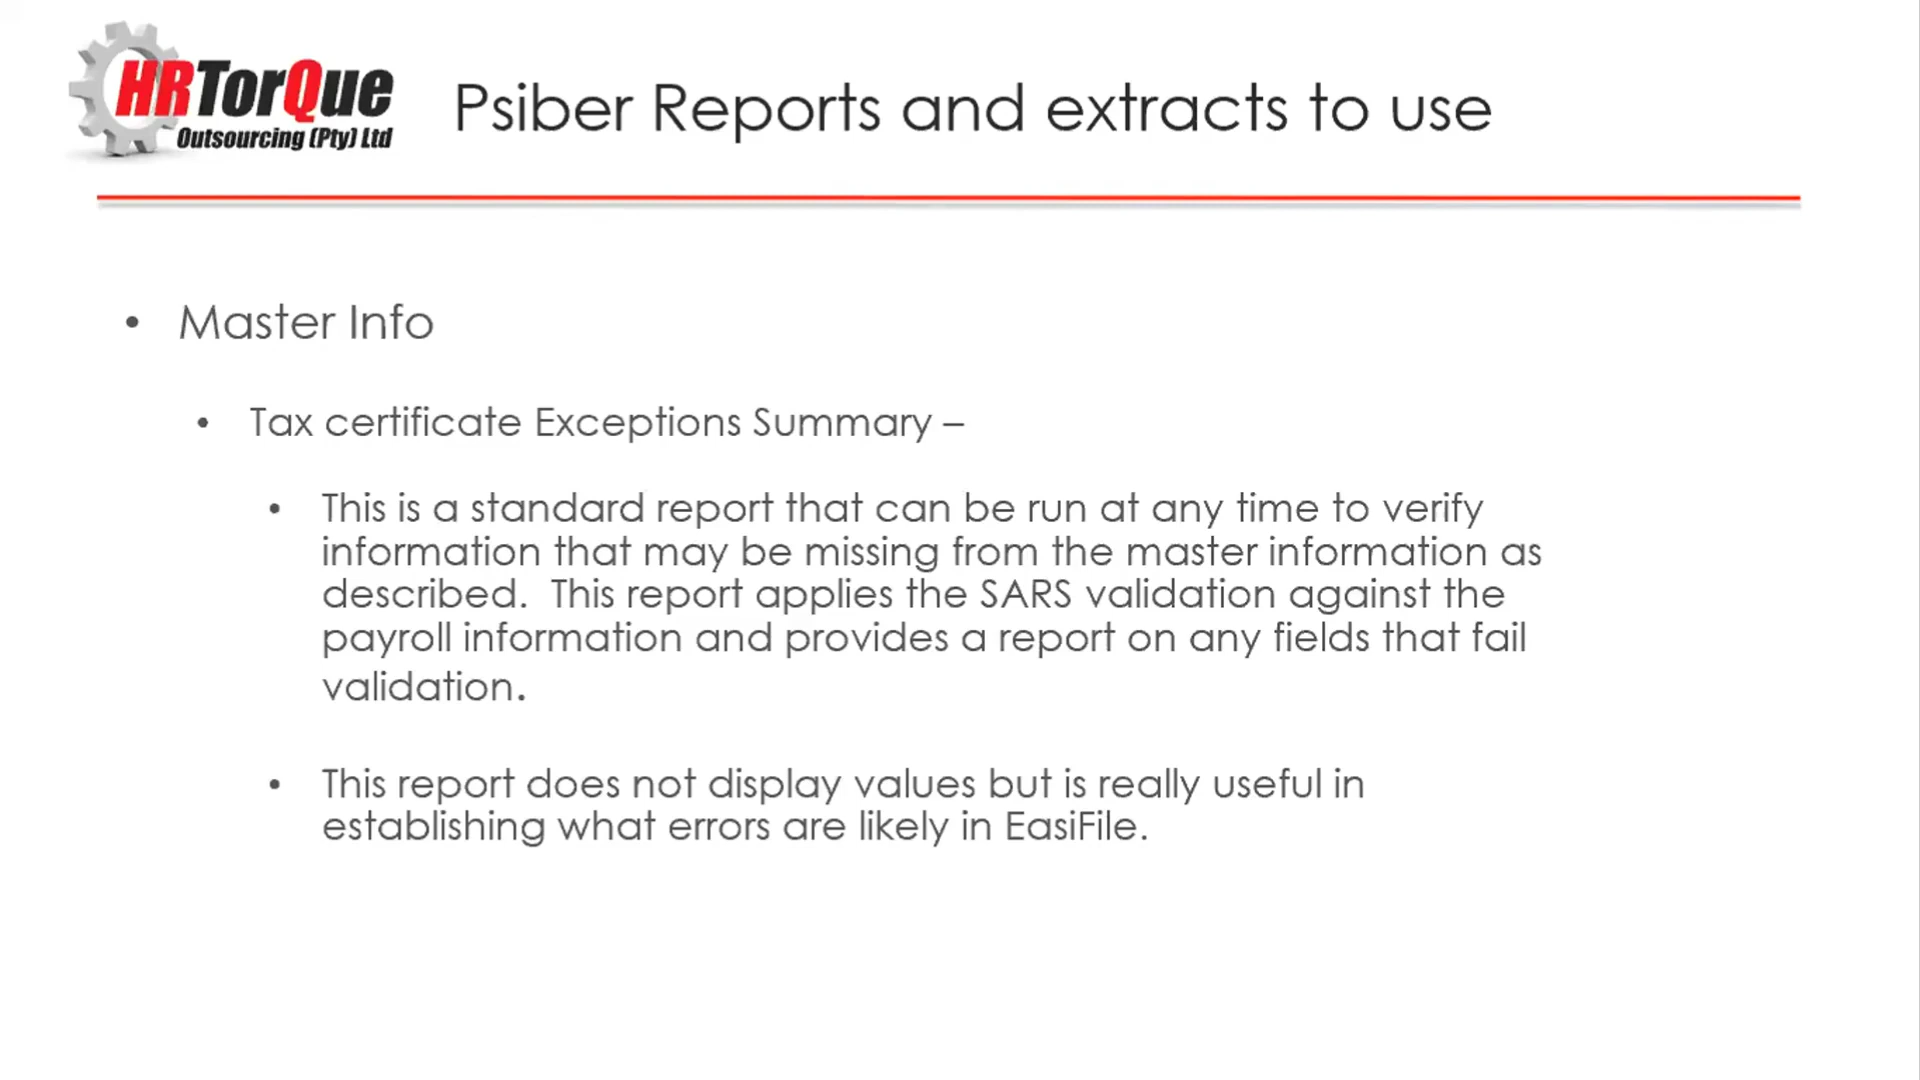 HRTorQue
Outsourcing (Pty) Ltd
Psiber Reports and extracts to use
• Master Info
• Tax certificate Exceptions Summary –
• This is a standard report that can be run at any time to verify
information that may be missing from the master information as
described.  This report applies the SARS validation against the
payroll information and provides a report on any fields that fail
validation.
• This report does not display values but is really useful in
establishing what errors are likely in EasiFile.